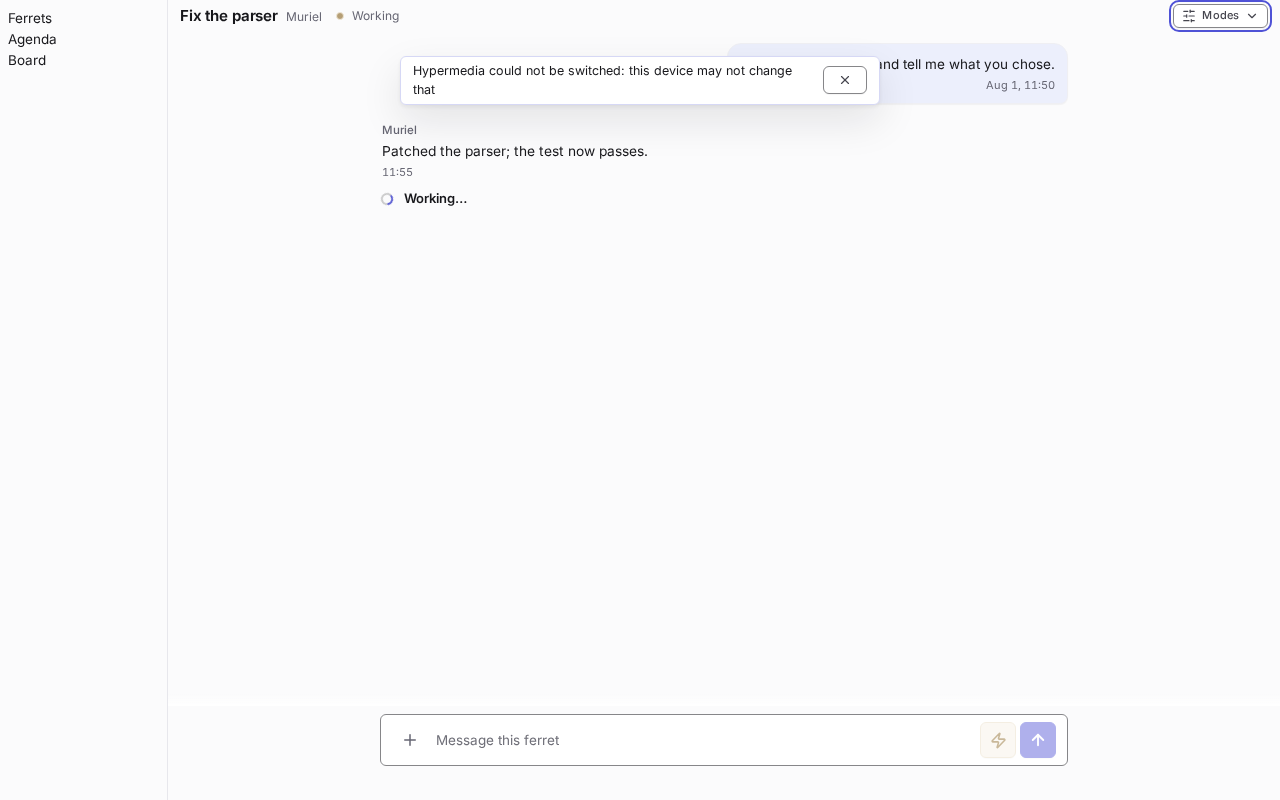 Ferrets
Agenda
Board
Fix the parser Muriel Working
Modes
Hypermedia could not be switched: this device may not change
that
and tell me what you chose.
Aug 1, 11:50
Muriel
Patched the parser; the test now passes.
11:55
Working…
Message this ferret